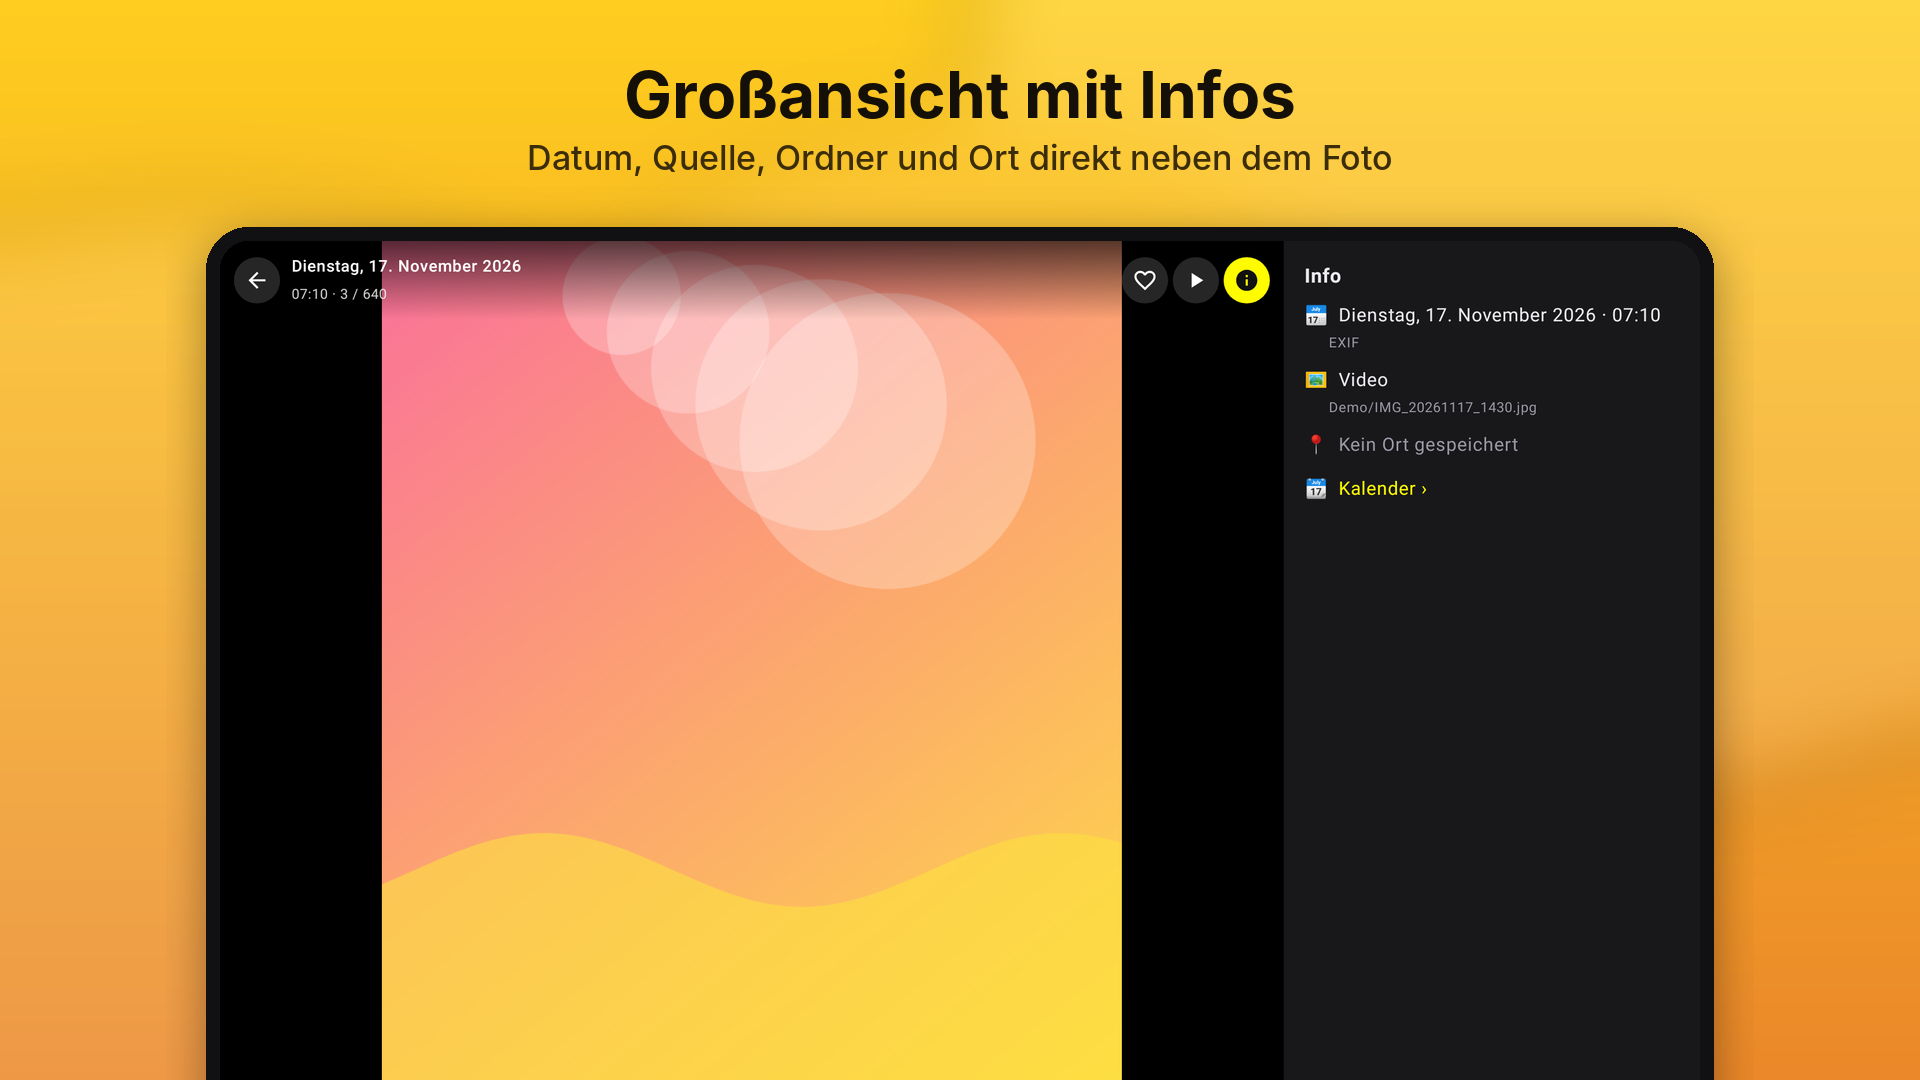 Großansicht mit Infos
Datum, Quelle, Ordner und Ort direkt neben dem Foto
Dienstag, 17. November 2026
07:10 · 3 / 640
Info
Dienstag, 17. November 2026 · 07:10
EXIF
Video
Demo/IMG_20261117_1430.jpg
Kein Ort gespeichert
Kalender ›